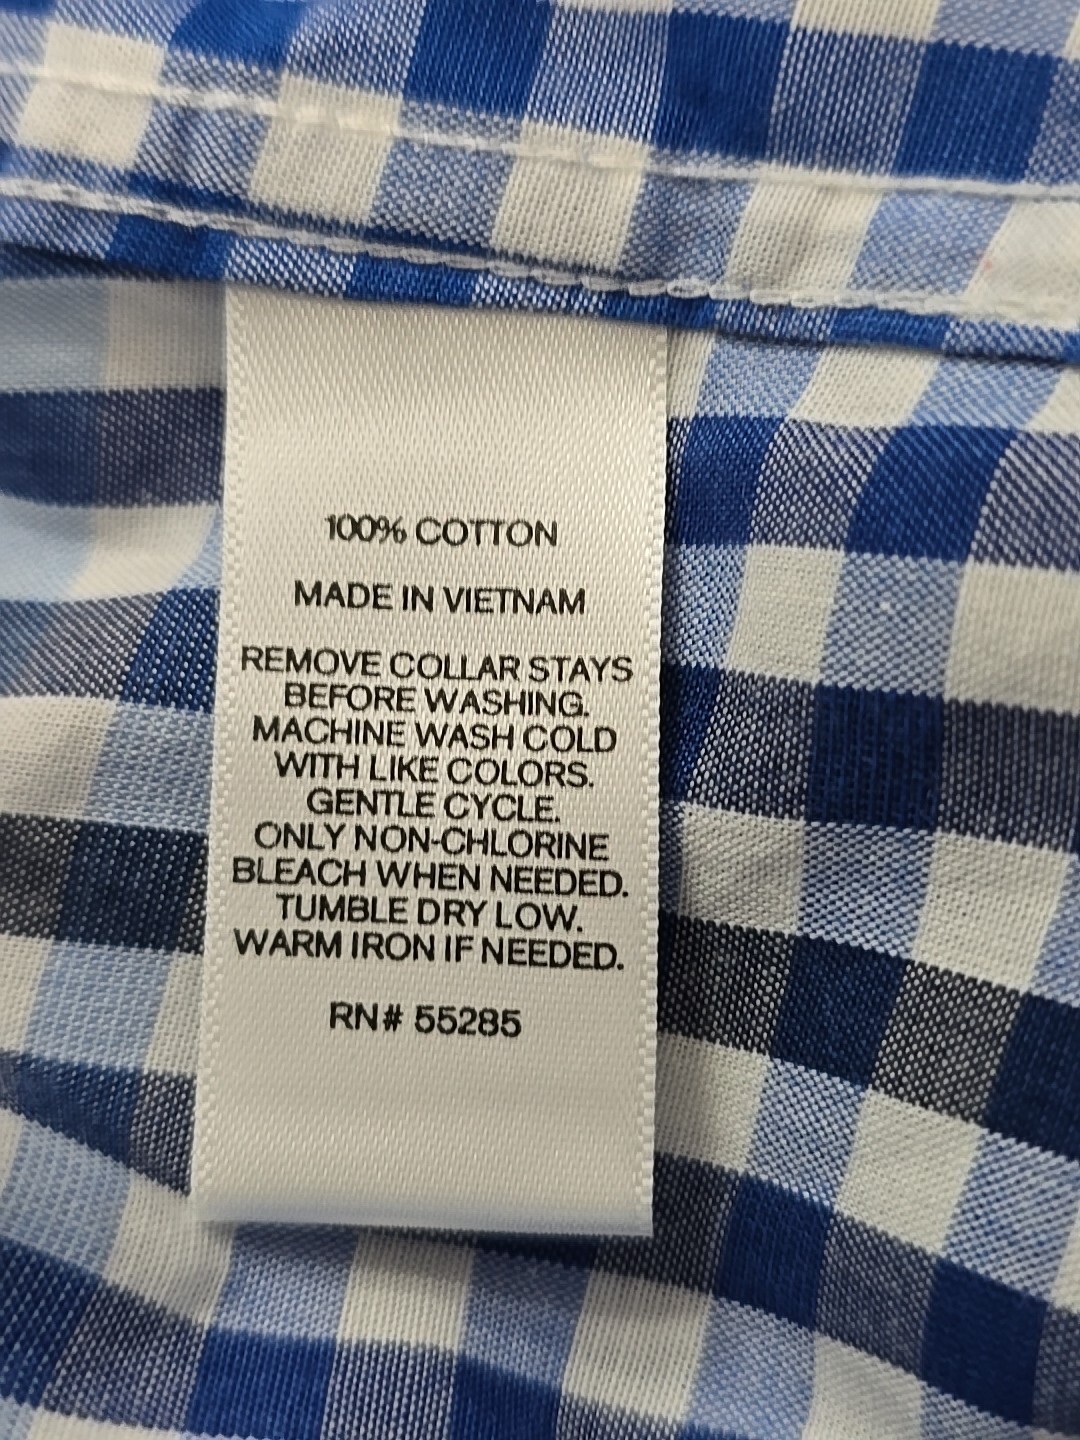 100% COTTON
MADE IN VIETNAM
REMOVE COLLAR STAYS
BEFORE WASHING.
MACHINE WASH COLD
WITH LIKE COLORS.
GENTLE CYCLE.
ONLY NON-CHLORINE
BLEACH WHEN NEEDED.
TUMBLE DRY LOW.
WARM IRON IF NEEDED.
RN# 55285